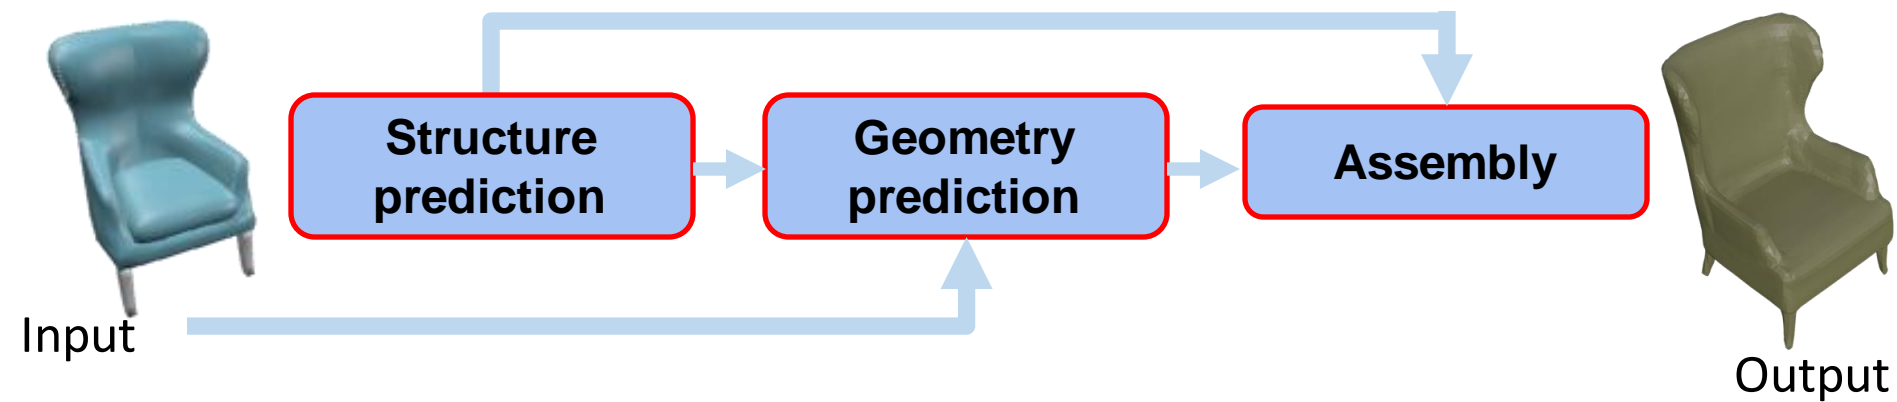 Structure
prediction
Geometry
prediction
Assembly
Input
Output